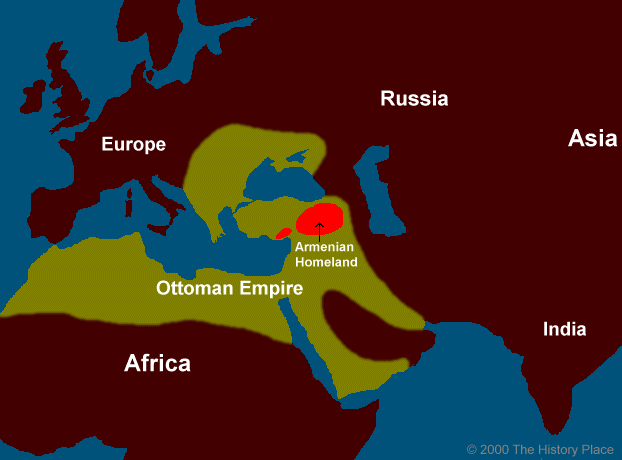 Russia
Asia
Europe
Armenian
Homeland
Ottoman Empire
India
Africa
© 2000 The History Place